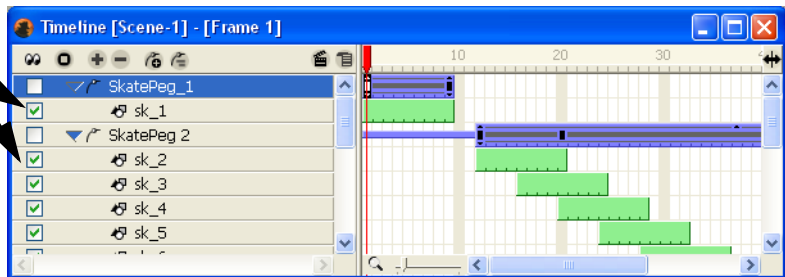 Timeline [Scene-1] - [Frame 1]
10 20 30
SkatePeg_1
sk_1
SkatePeg 2
sk_2
sk_3
sk_4
sk_5